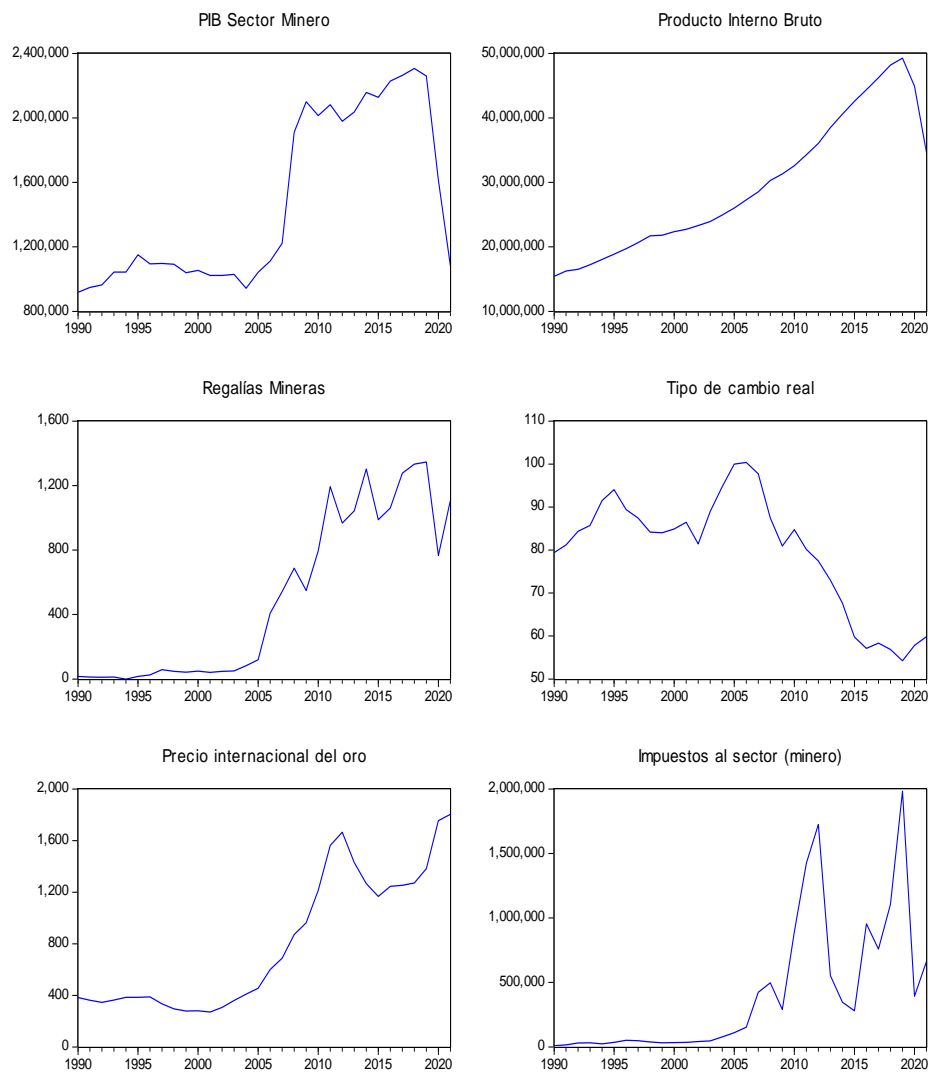 PIB Sector Minero
2,400,000
2,000,000
1,600,000
1,200,000
800,000
1990 1995 2000 2005 2010 2015 2020
Producto Interno Bruto
50,000,000
40,000,000
30,000,000
20,000,000
10,000,000
1990 1995 2000 2005 2010 2015 2020
Regalías Mineras
1,600
1,200
800
400
0
1990 1995 2000 2005 2010 2015 2020
Tipo de cambio real
110
100
90
80
70
60
50
1990 1995 2000 2005 2010 2015 2020
Precio internacional del oro
2,000
1,600
1,200
800
400
0
1990 1995 2000 2005 2010 2015 2020
Impuestos al sector (minero)
2,000,000
1,500,000
1,000,000
500,000
0
1990 1995 2000 2005 2010 2015 2020